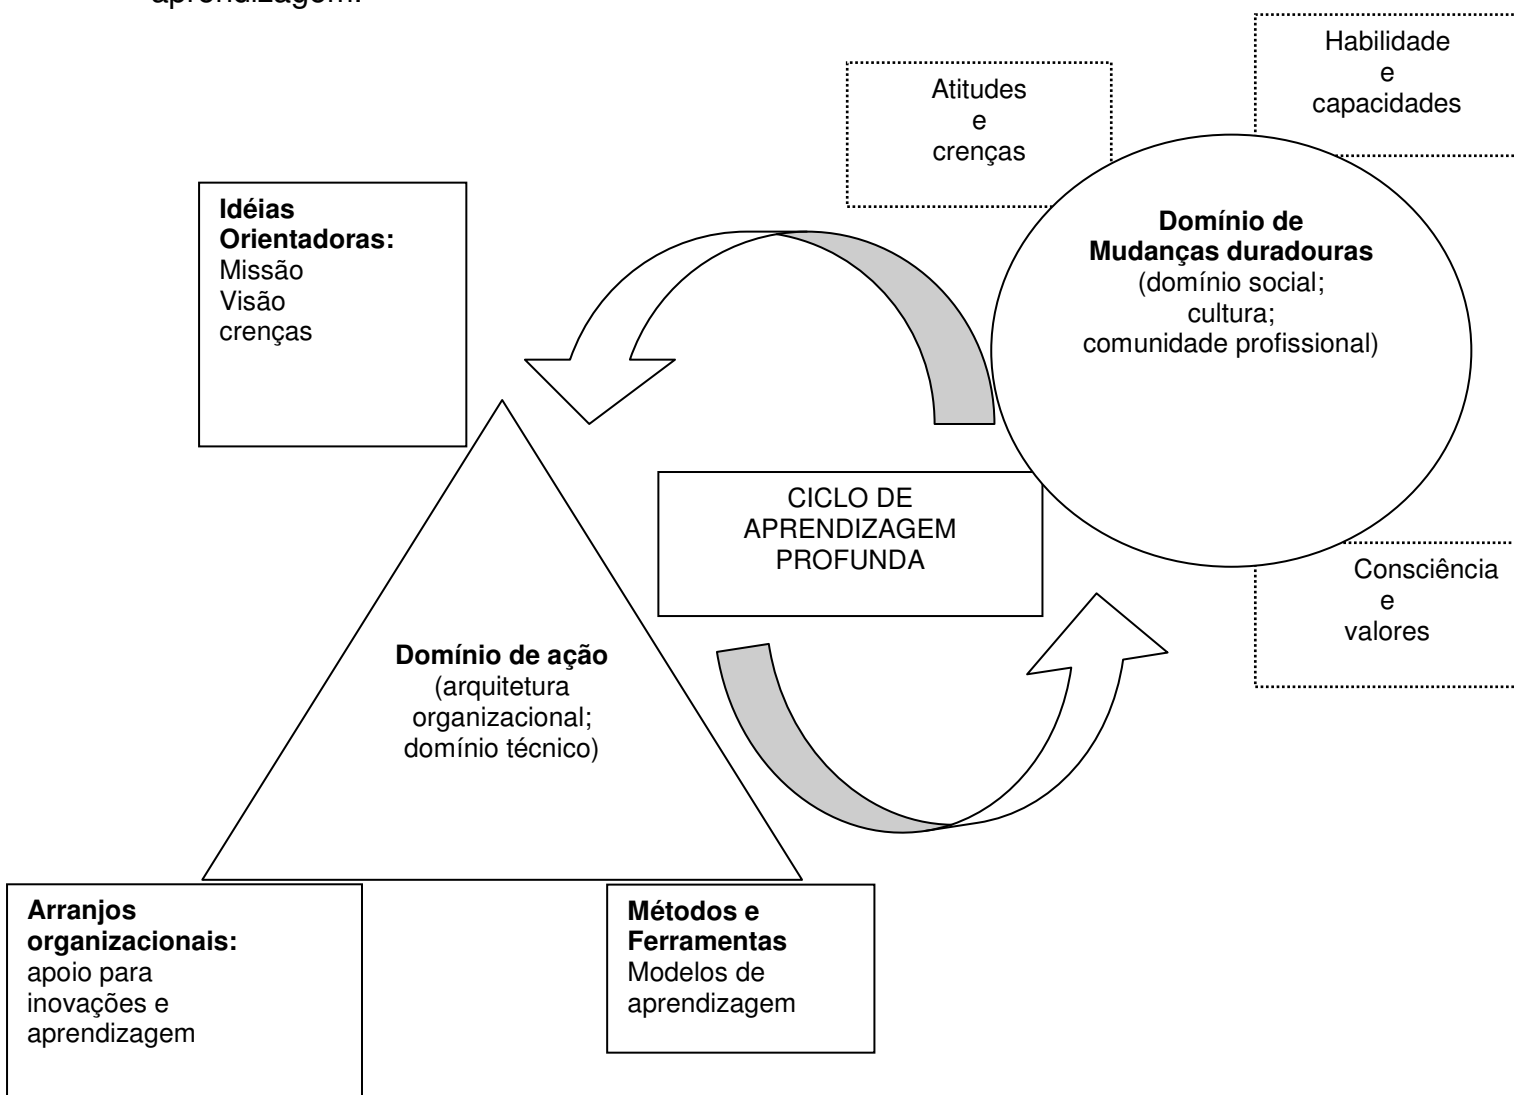 aprendizagem.
Habilidade
e
capacidades
Atitudes
e
crenças
Idéias
Orientadoras:
Missão
Visão
crenças
Domínio de
Mudanças duradouras
(domínio social;
cultura;
comunidade profissional)
CICLO DE
APRENDIZAGEM
PROFUNDA
Consciência
e
valores
Domínio de ação
(arquitetura
organizacional;
domínio técnico)
Arranjos
organizacionais:
apoio para
inovações e
aprendizagem
Métodos e
Ferramentas
Modelos de
aprendizagem